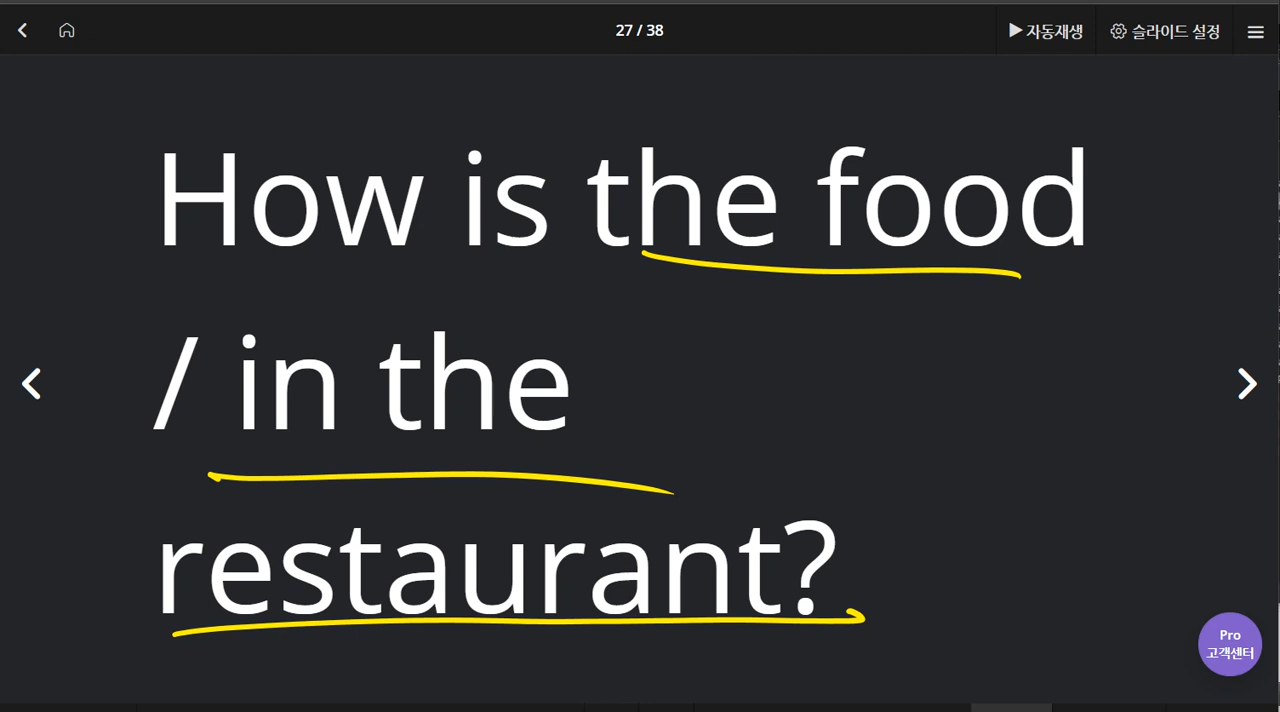 27 / 38
자동재생
슬라이드 설정
How is the food
/ in the
restaurant?
Pro
고객센터